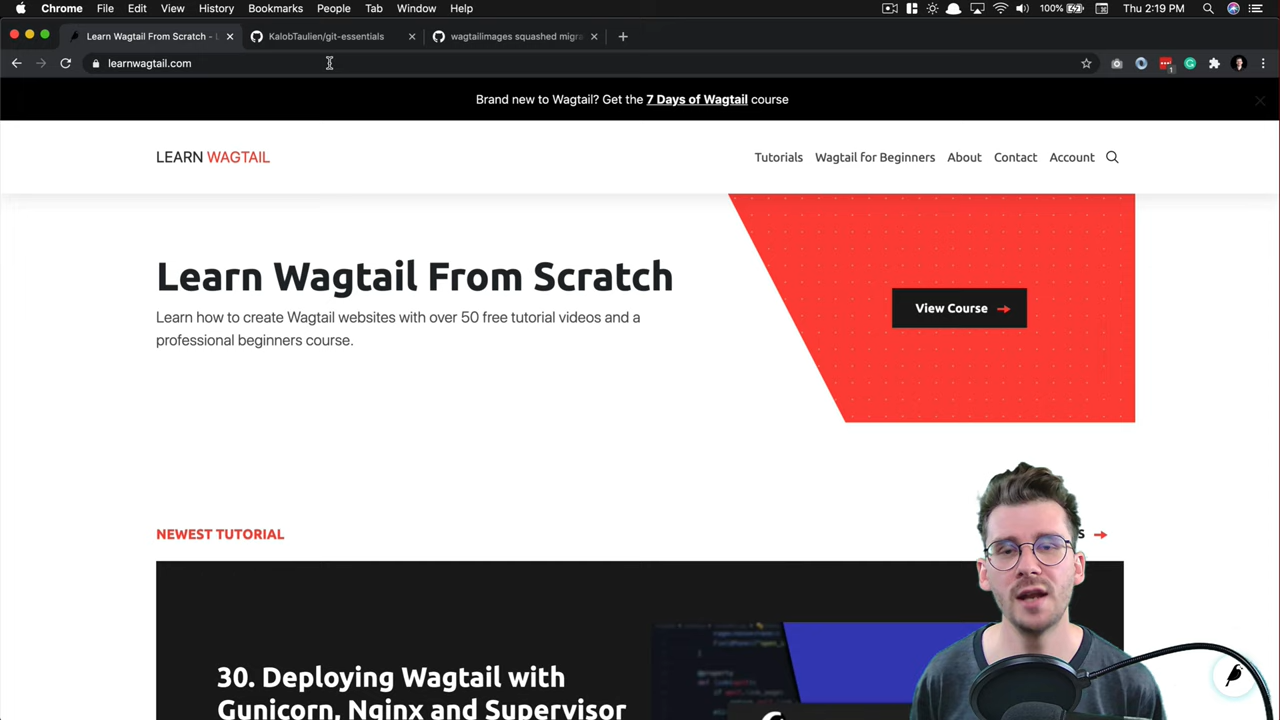 Chrome File Edit View History Bookmarks People Tab Window Help 100% Thu 2:19 PM
Learn Wagtail From Scratch - KalobTaulien/git-essentials wagtailimages squashed migra
learnwagtail.com
Brand new to Wagtail? Get the 7 Days of Wagtail course
LEARN WAGTAIL Tutorials Wagtail for Beginners About Contact Account
Learn Wagtail From Scratch
Learn how to create Wagtail websites with over 50 free tutorial videos and a
professional beginners course.
View Course
NEWEST TUTORIAL
30. Deploying Wagtail with
Gunicorn, Nginx and Supervisor